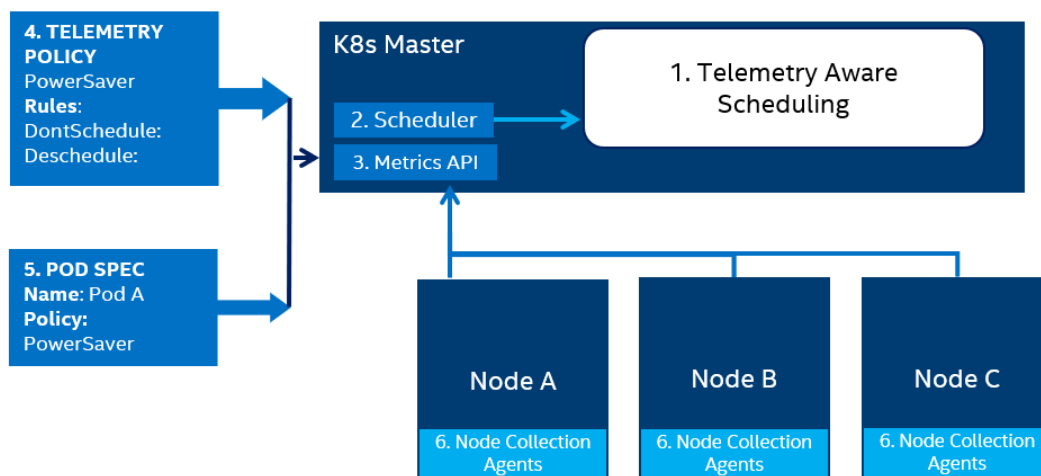 4. TELEMETRY
POLICY
PowerSaver
Rules:
DontSchedule:
Deschedule:
K8s Master
1. Telemetry Aware
Scheduling
2. Scheduler
3. Metrics API
5. POD SPEC
Name: Pod A
Policy:
PowerSaver
Node A
6. Node Collection
Agents
Node B
6. Node Collection
Agents
Node C
6. Node Collection
Agents